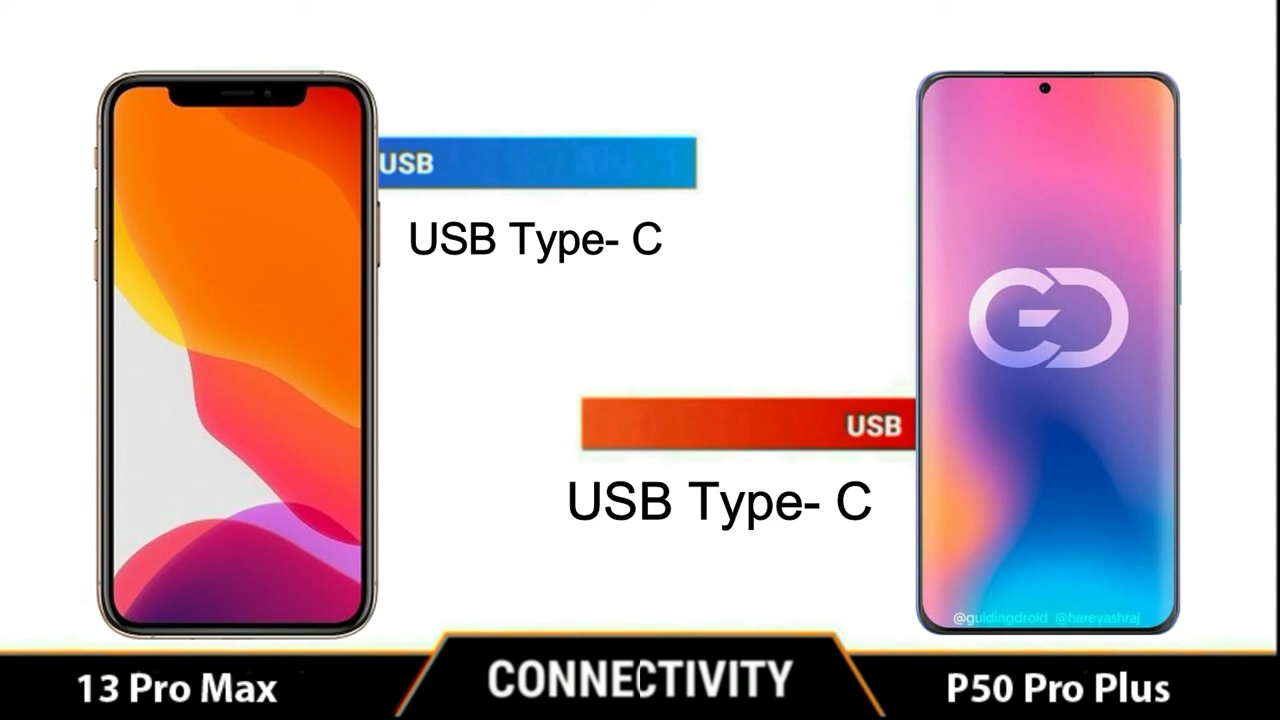 USB
USB Type- C
USB
USB Type- C
@guidingdroid @hereyashraj
13 Pro Max
CONNECTIVITY
P50 Pro Plus